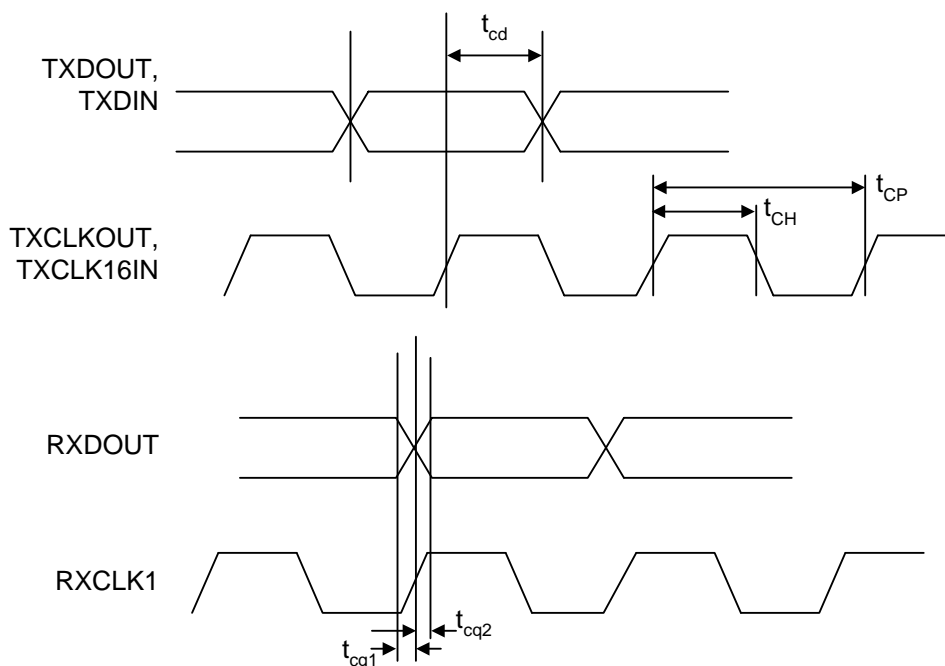 t_cd
TXDOUT,
TXDIN
t_CP
t_CH
TXCLKOUT,
TXCLK16IN
RXDOUT
RXCLK1
t_cq2
t_cq1